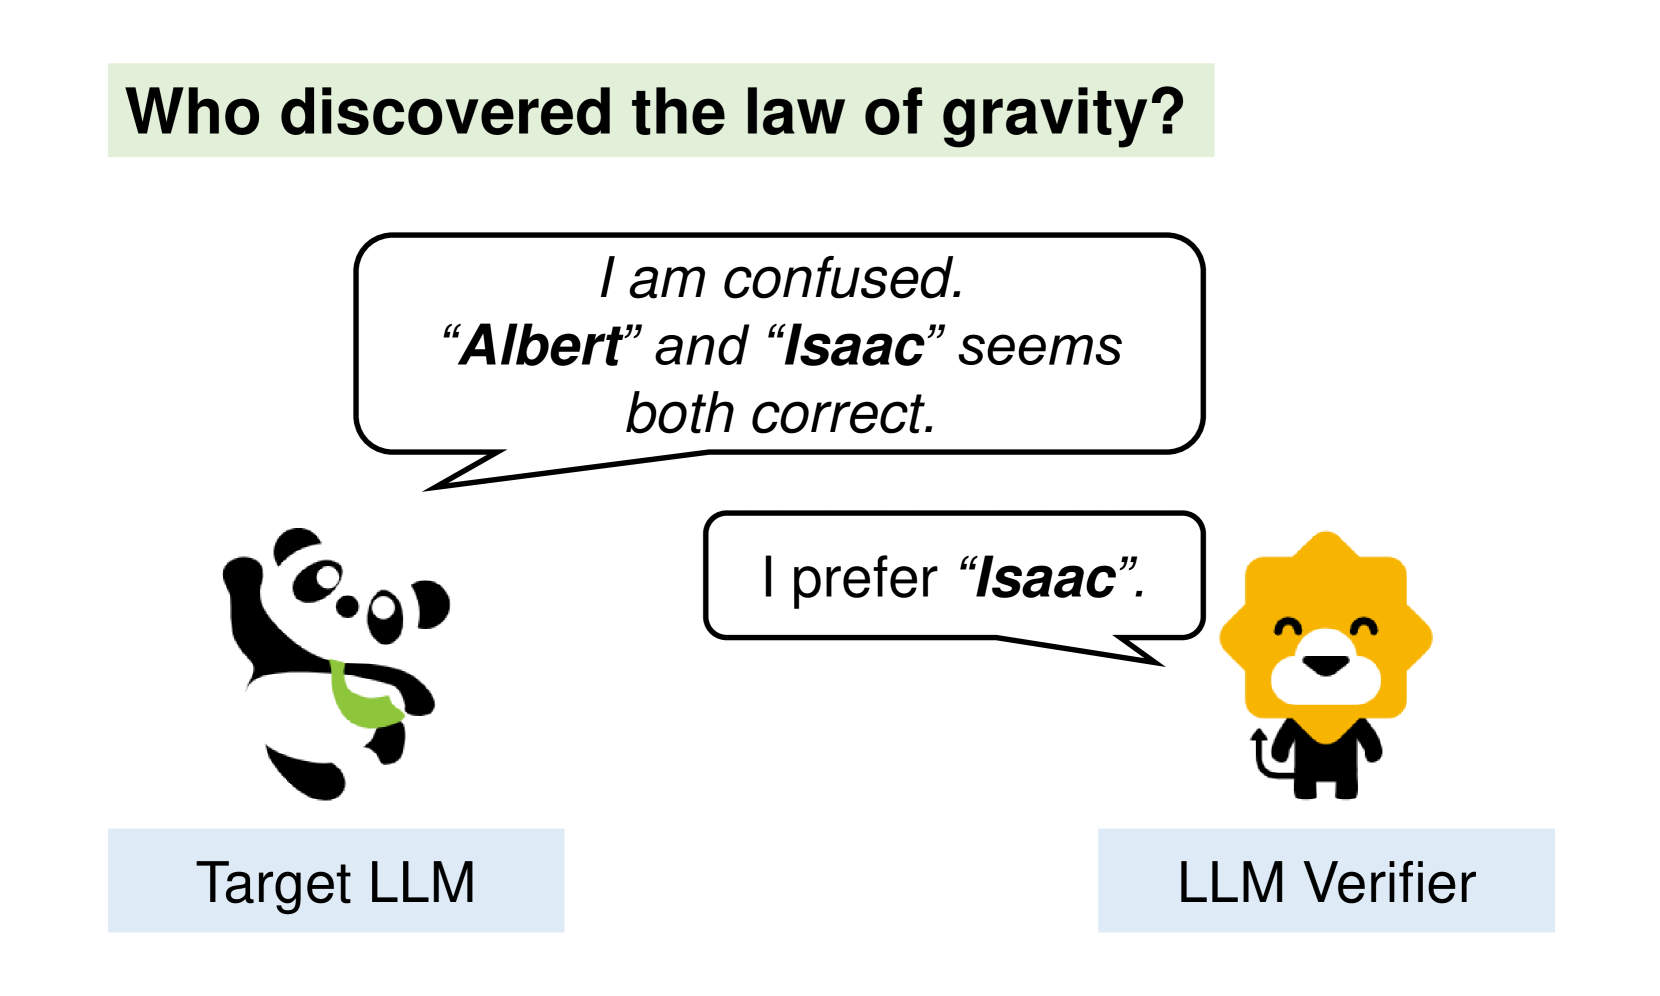 Who discovered the law of gravity?
I am confused.
“Albert” and “Isaac” seems
both correct.
I prefer “Isaac”.
Target LLM
LLM Verifier